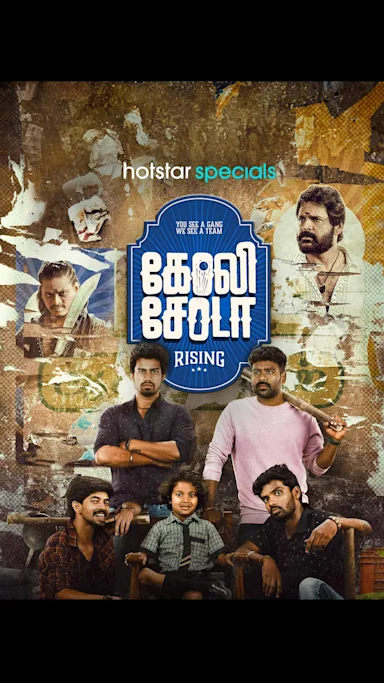 hotstar specials
YOU SEE A GANG
WE SEE A TEAM
கோலி
சோடா
RISING